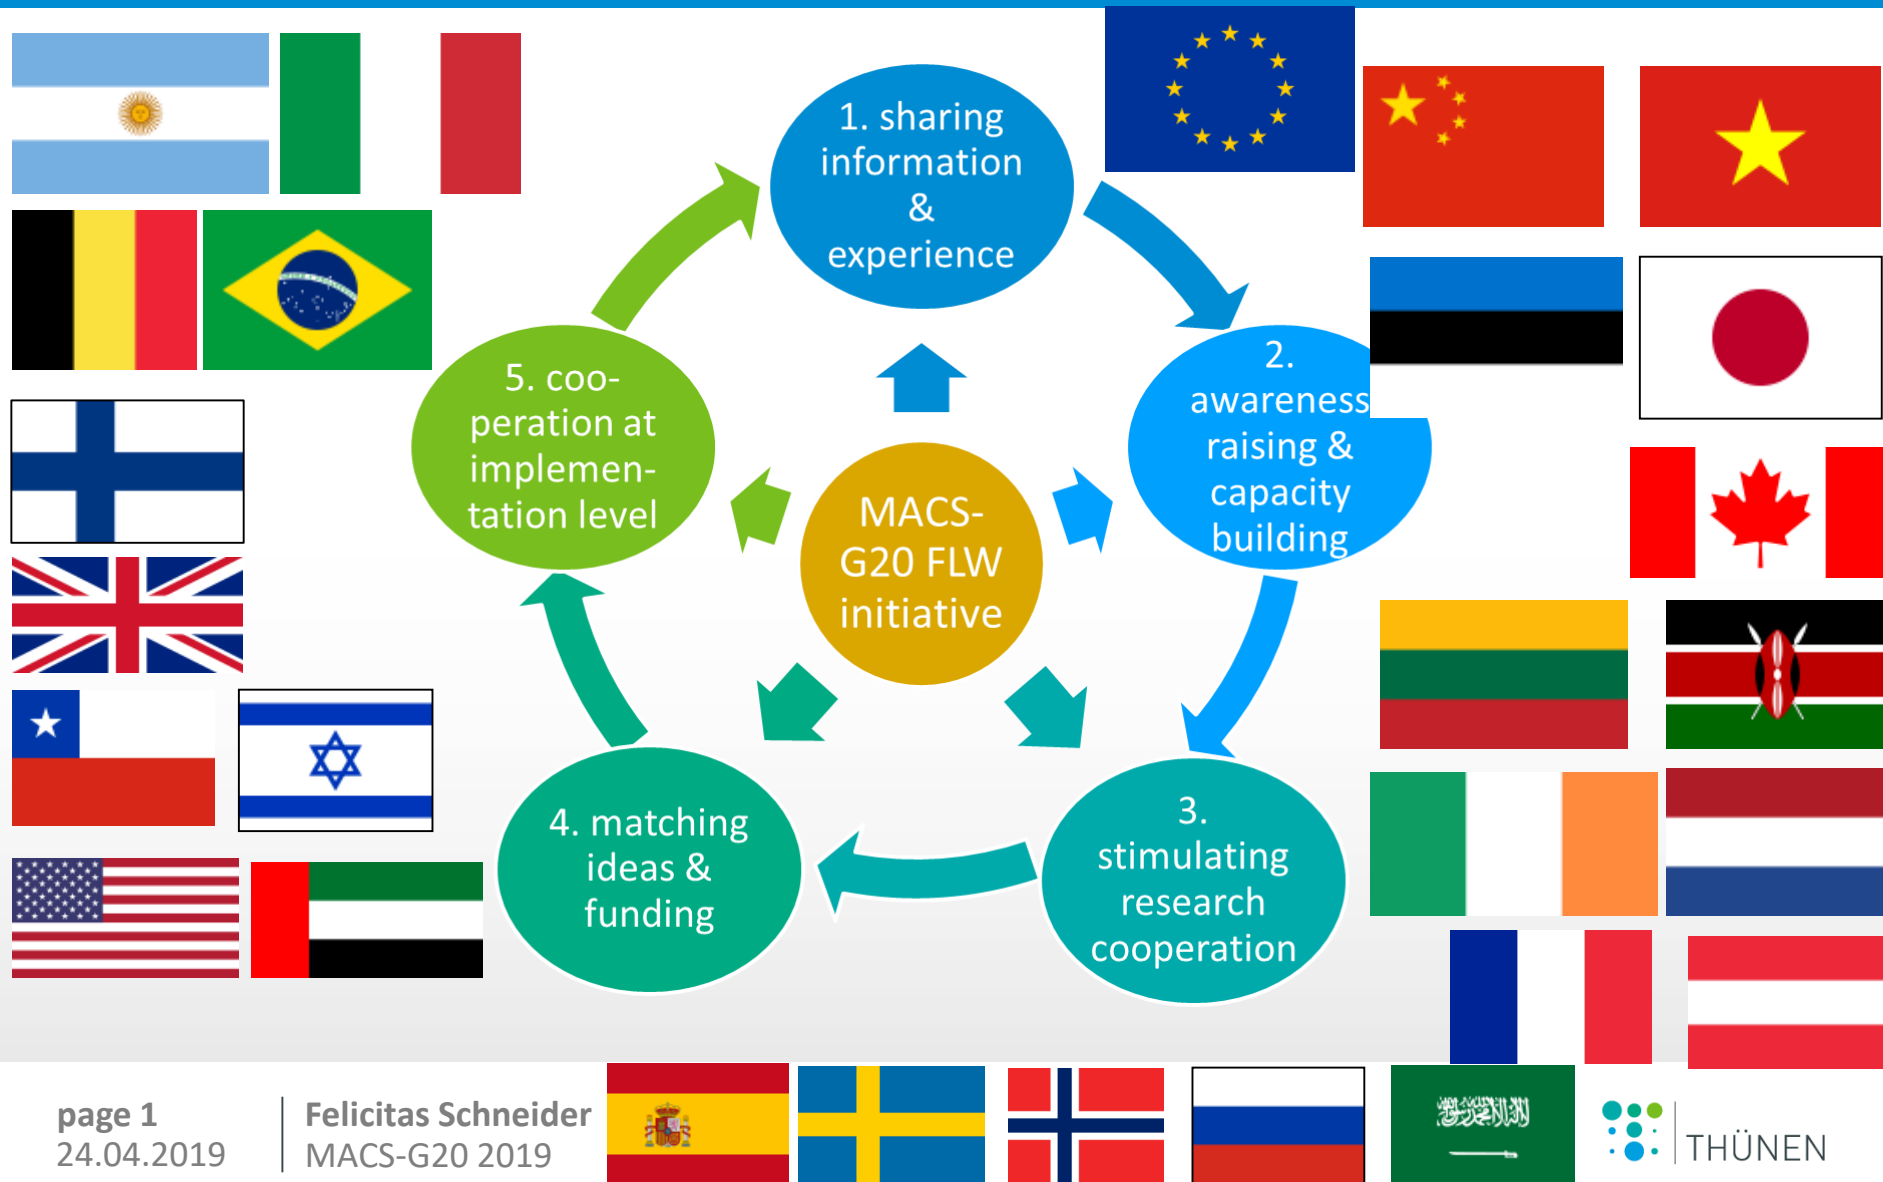 1. sharing
information
&
experience
2.
awareness
raising &
capacity
building
3.
stimulating
research
cooperation
4. matching
ideas &
funding
5. coo-
peration at
implemen-
tation level
MACS-
G20 FLW
initiative
page 1
24.04.2019
Felicitas Schneider
MACS-G20 2019
THÜNEN